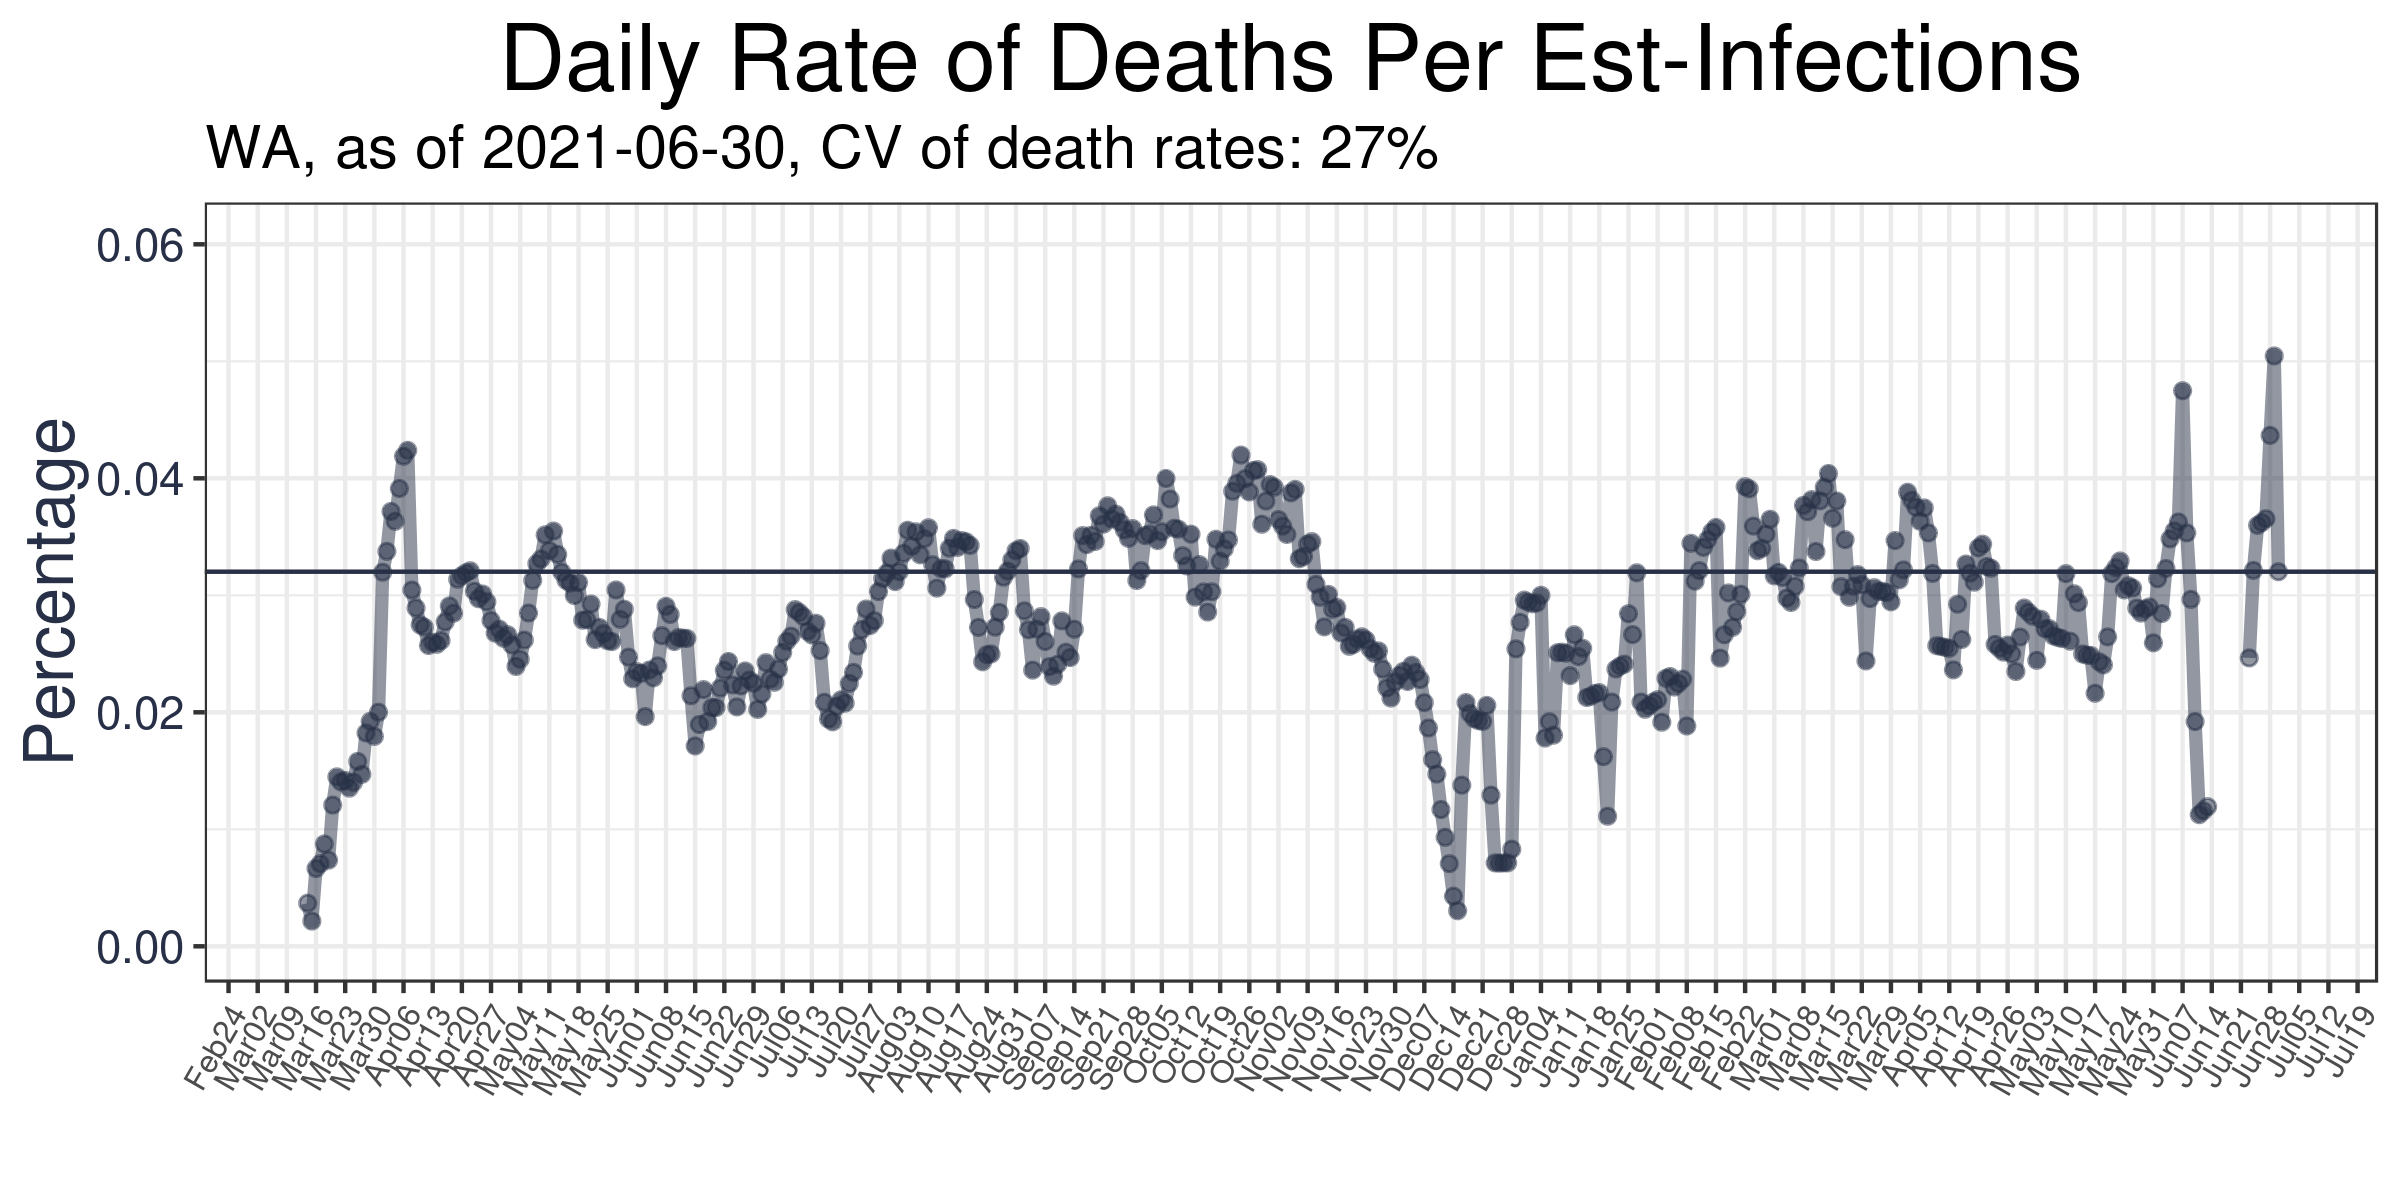 Daily Rate of Deaths Per Est-Infections
WA, as of 2021-06-30, CV of death rates: 27%
Percentage
0.06
0.04
0.02
0.00
Feb24
Mar02
Mar09
Mar16
Mar23
Mar30
Apr06
Apr13
Apr20
Apr27
May04
May11
May18
May25
Jun01
Jun08
Jun15
Jun22
Jun29
Jul06
Jul13
Jul20
Jul27
Aug03
Aug10
Aug17
Aug24
Aug31
Sep07
Sep14
Sep21
Sep28
Oct05
Oct12
Oct19
Oct26
Nov02
Nov09
Nov16
Nov23
Nov30
Dec07
Dec14
Dec21
Dec28
Jan04
Jan11
Jan18
Jan25
Feb01
Feb08
Feb15
Feb22
Mar01
Mar08
Mar15
Mar22
Mar29
Apr05
Apr12
Apr19
Apr26
May03
May10
May17
May24
May31
Jun07
Jun14
Jun21
Jun28
Jul05
Jul12
Jul19